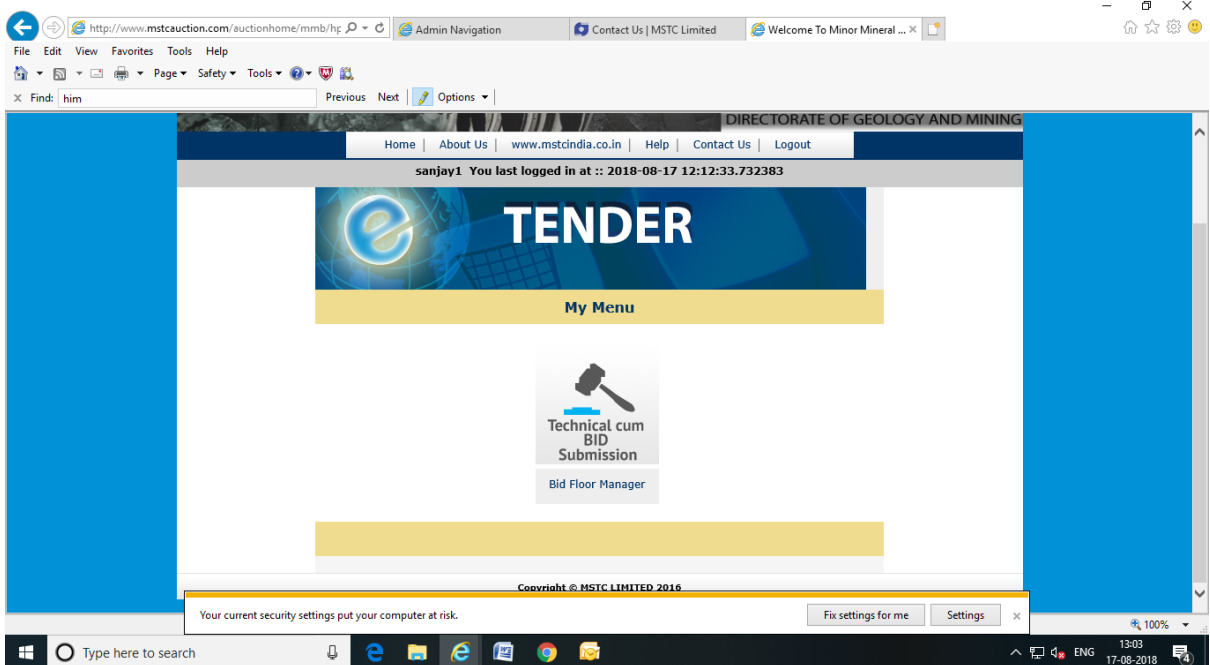 http://www.mstcauction.com/auctionhome/mmb/hp
Admin Navigation
Contact Us | MSTC Limited
Welcome To Minor Mineral ...
File Edit View Favorites Tools Help
Page Safety Tools
Find: him Previous Next Options
DIRECTORATE OF GEOLOGY AND MINING
Home | About Us | www.mstcindia.co.in | Help | Contact Us | Logout
sanjay1 You last logged in at :: 2018-08-17 12:12:33.732383
e TENDER
My Menu
Technical cum
BID
Submission
Bid Floor Manager
Copyright © MSTC LIMITED 2016
Your current security settings put your computer at risk. Fix settings for me Settings
100%
Type here to search
ENG
13:03
17-08-2018
4